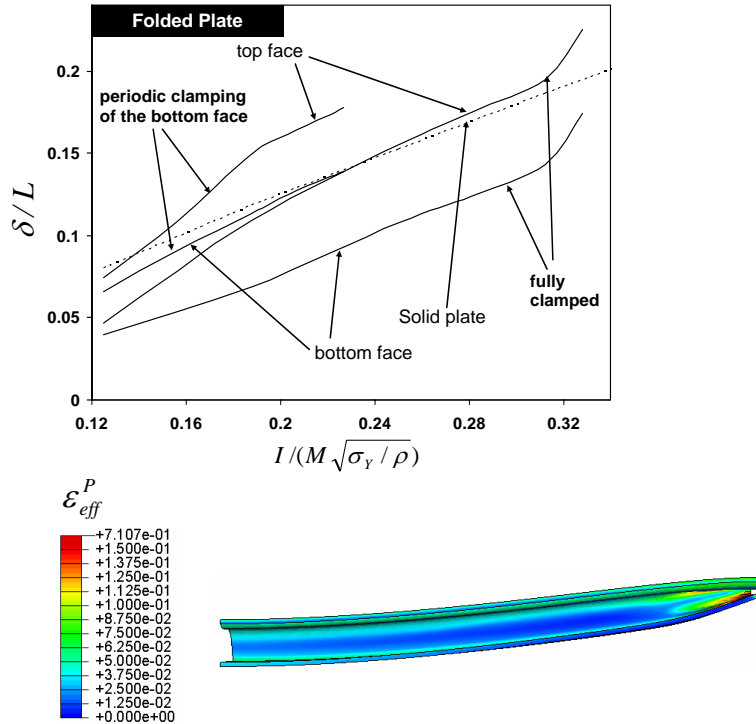 Folded Plate
top face
periodic clamping
of the bottom face
0.2
0.15
0.1
0.05
0
δ/L
fully
clamped
Solid plate
bottom face
0.12 0.16 0.2 0.24 0.28 0.32
I/(M√σ_Y/ρ)
ε^P_eff
+7.107e-01
+1.500e-01
+1.375e-01
+1.250e-01
+1.125e-01
+1.000e-01
+8.750e-02
+7.500e-02
+6.250e-02
+5.000e-02
+3.750e-02
+2.500e-02
+1.250e-02
+0.000e+00